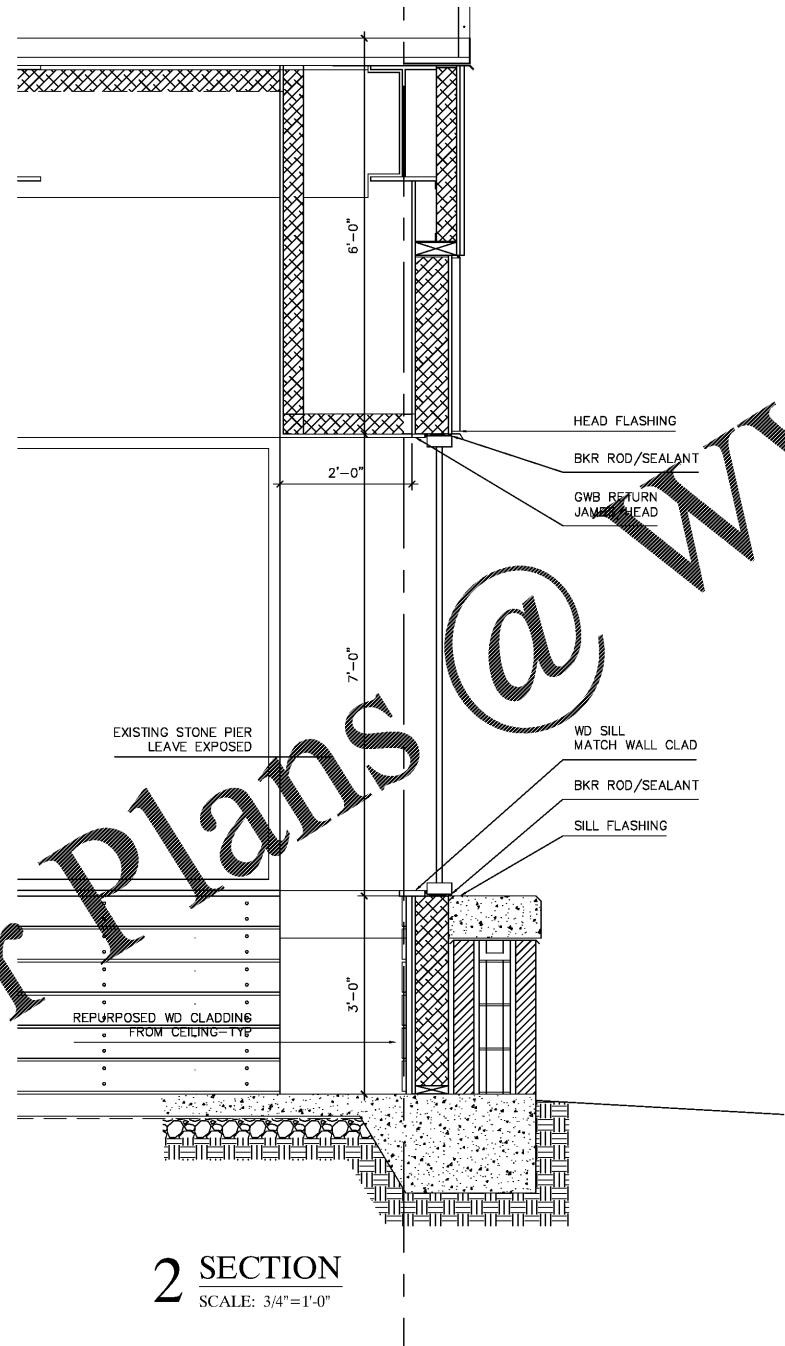 6'-0"
HEAD FLASHING
BKR ROD/SEALANT
2'-0"
GWB RETURN
JAMB/HEAD
W
@
7'-0"
EXISTING STONE PIER
LEAVE EXPOSED
WD SILL
MATCH WALL CLAD
BKR ROD/SEALANT
SILL FLASHING
r Plans
3'-0"
REPURPOSED WD CLADDING
FROM CEILING-TYP
2 SECTION
SCALE: 3/4"=1'-0"